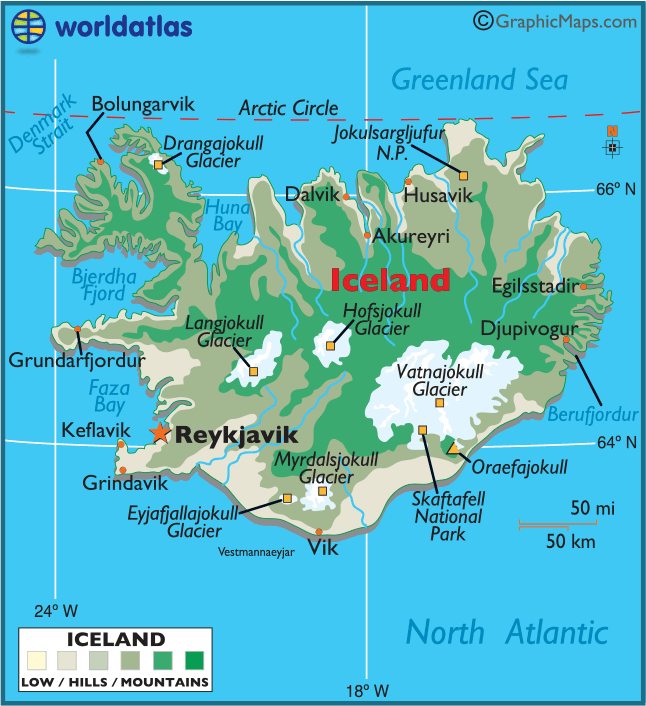 worldatlas
©GraphicMaps.com
Greenland Sea
Denmark
Strait
Bolungarvik
Arctic Circle
Drangajokull
Glacier
Jokulsargljufur
N.P.
N
66° N
Dalvik
Husavik
Huna
Bay
Akureyri
Bjerdha
Fjord
Iceland
Egilsstadir
Langjokull
Glacier
Hofsjokull
Glacier
Djupivogur
Grundarfjordur
Vatnajokull
Glacier
Faza
Bay
Berufjordur
Keflavik
Reykjavik
64° N
Grindavik
Myrdalsjokull
Glacier
Oraefajokull
Eyjafjallajokull
Glacier
Skaftafell
National
Park
50 mi
50 km
Vestmannaeyjar
Vik
24° W
North Atlantic
ICELAND
LOW / HILLS / MOUNTAINS
18° W